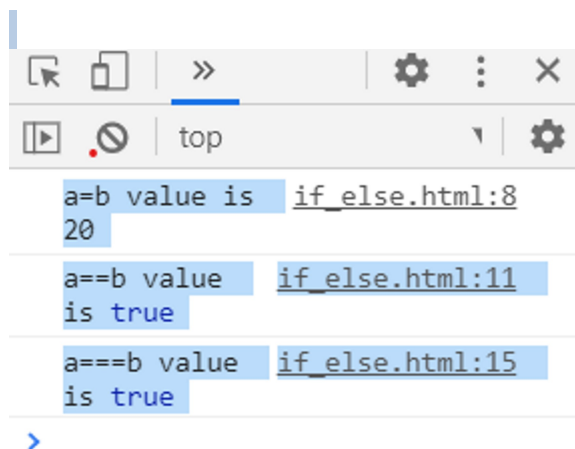 top
a=b value is if_else.html:8
20
a==b value if_else.html:11
is true
a===b value if_else.html:15
is true